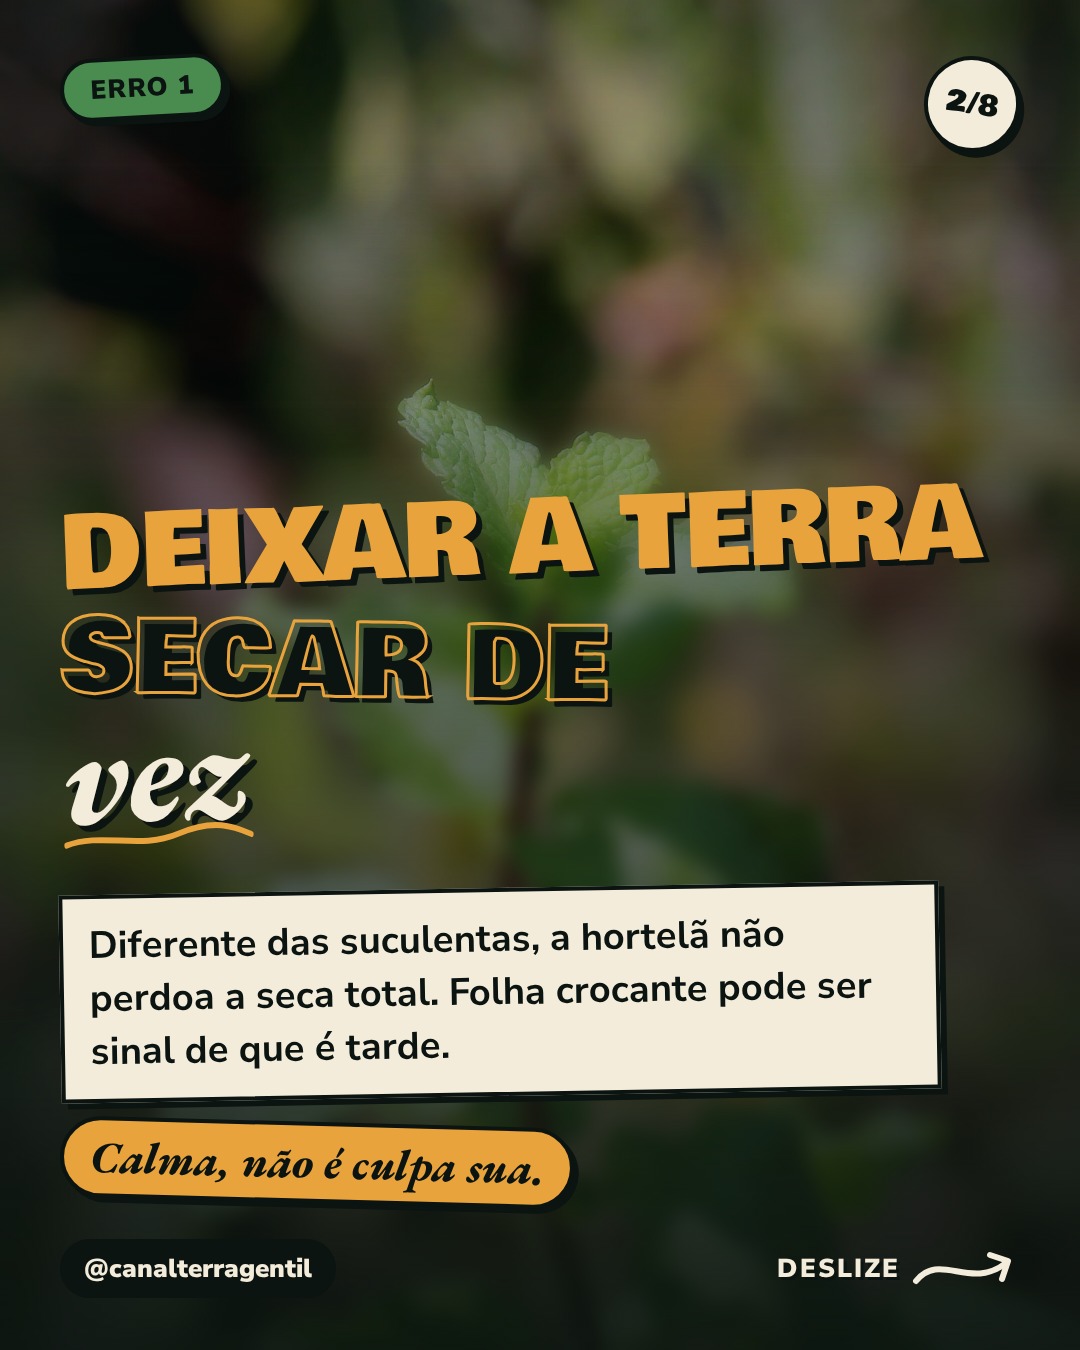 ERRO 1
2/8
DEIXAR A TERRA
SECAR DE
vez
Diferente das suculentas, a hortelã não
perdoa a seca total. Folha crocante pode ser
sinal de que é tarde.
Calma, não é culpa sua.
@canalterragentil
DESLIZE